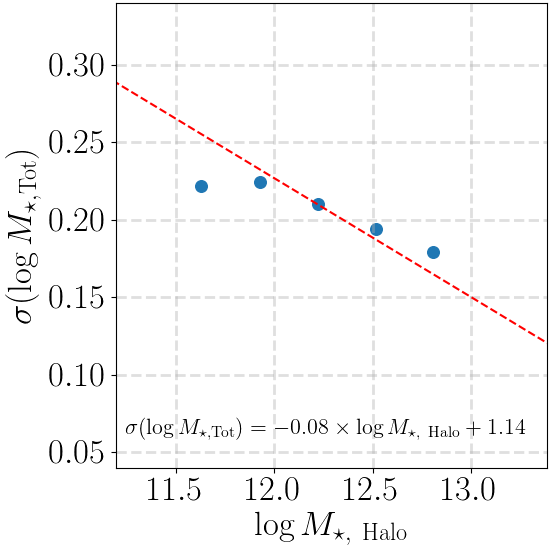 0.30
0.25
0.20
0.15
0.10
0.05
σ(log M⋆,Tot)
σ(log M⋆,Tot) = −0.08 × log M⋆, Halo + 1.14
11.5 12.0 12.5 13.0
log M⋆, Halo